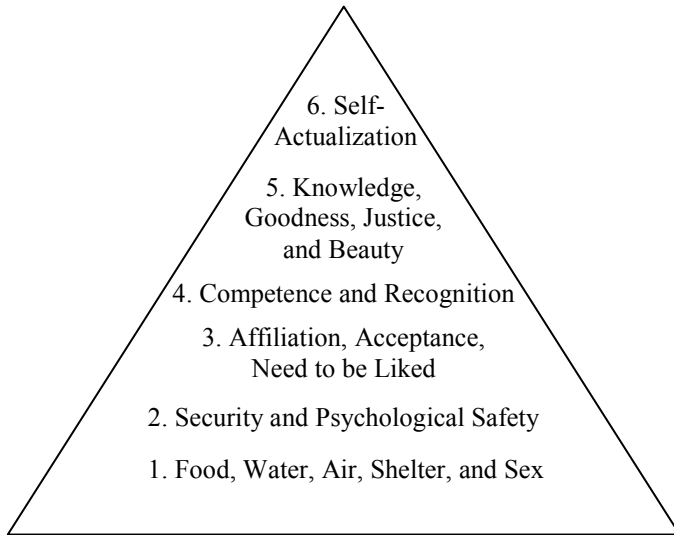 6. Self-
Actualization
5. Knowledge,
Goodness, Justice,
and Beauty
4. Competence and Recognition
3. Affiliation, Acceptance,
Need to be Liked
2. Security and Psychological Safety
1. Food, Water, Air, Shelter, and Sex